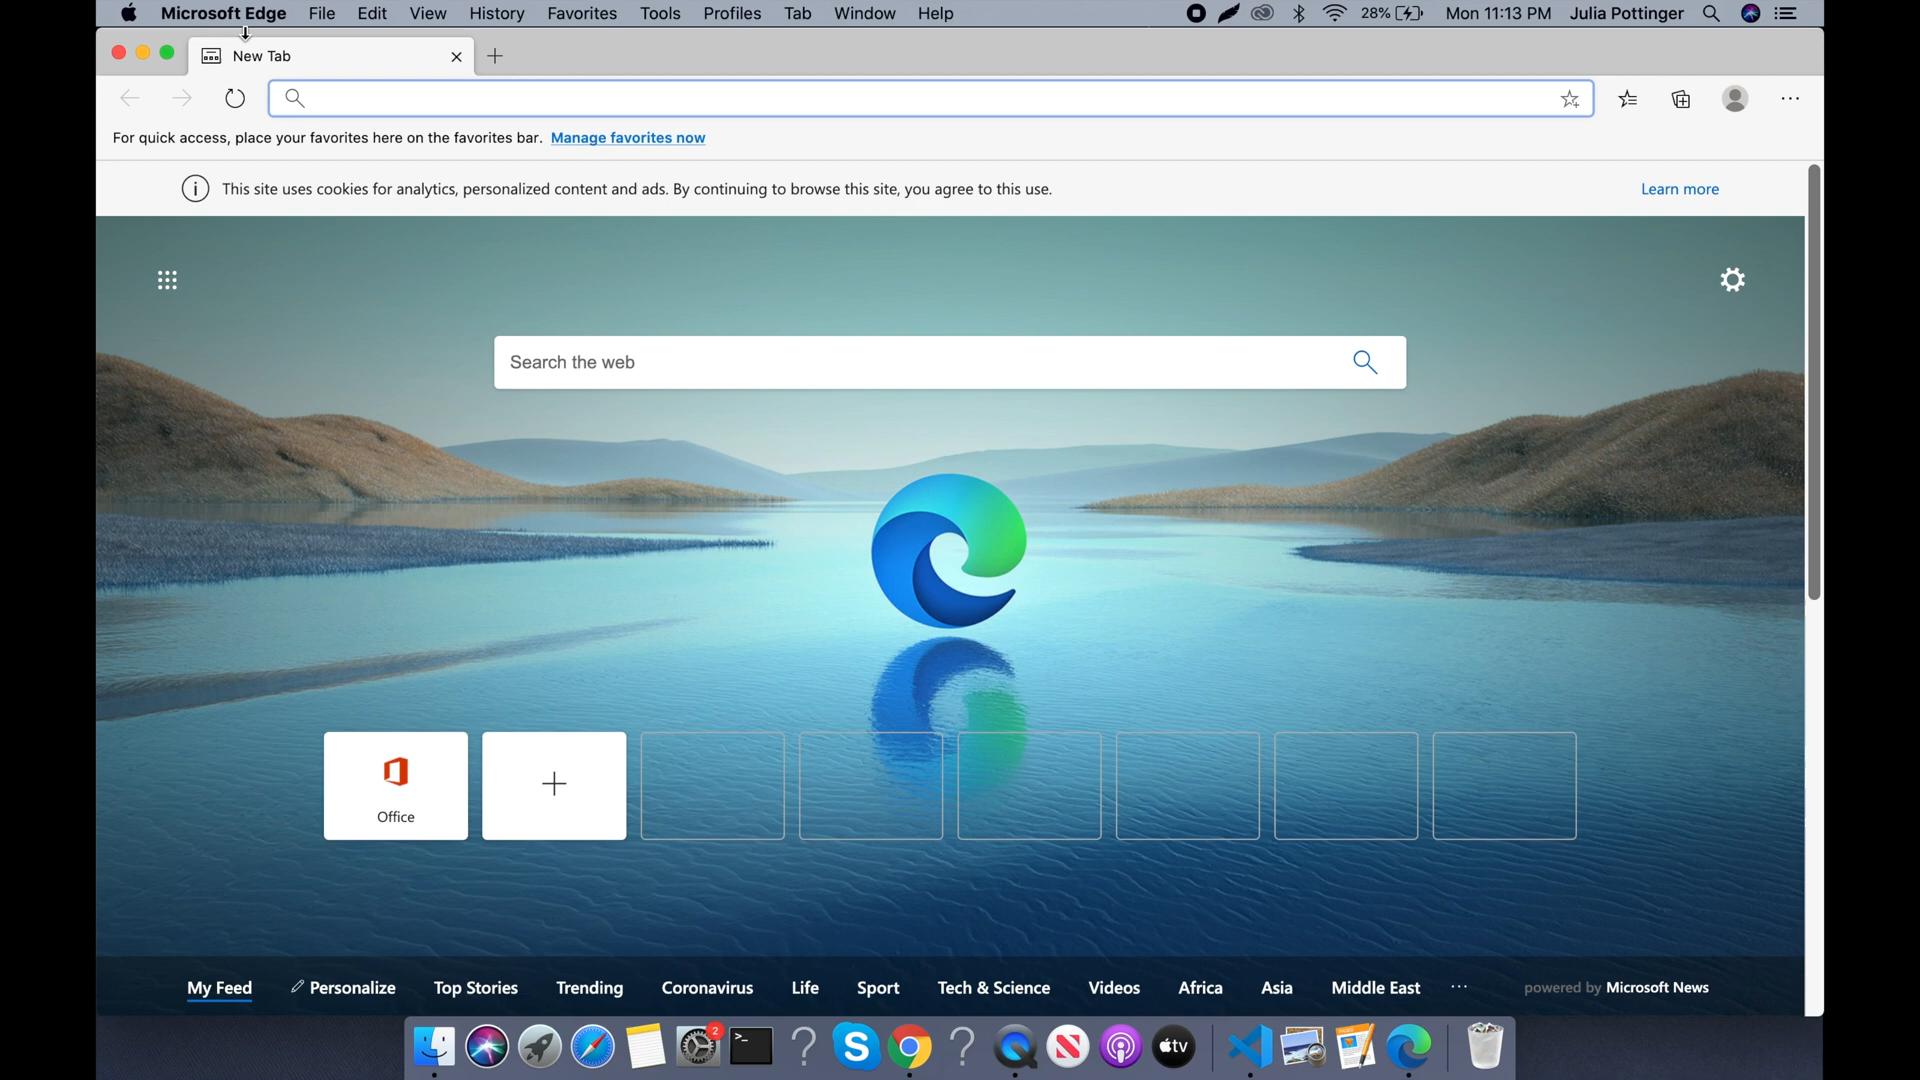 Microsoft Edge File Edit View History Favorites Tools Profiles Tab Window Help 28% Mon 11:13 PM Julia Pottinger
New Tab
For quick access, place your favorites here on the favorites bar. Manage favorites now
This site uses cookies for analytics, personalized content and ads. By continuing to browse this site, you agree to this use. Learn more
Search the web
Office
My Feed Personalize Top Stories Trending Coronavirus Life Sport Tech & Science Videos Africa Asia Middle East ... powered by Microsoft News
2
>_
tv